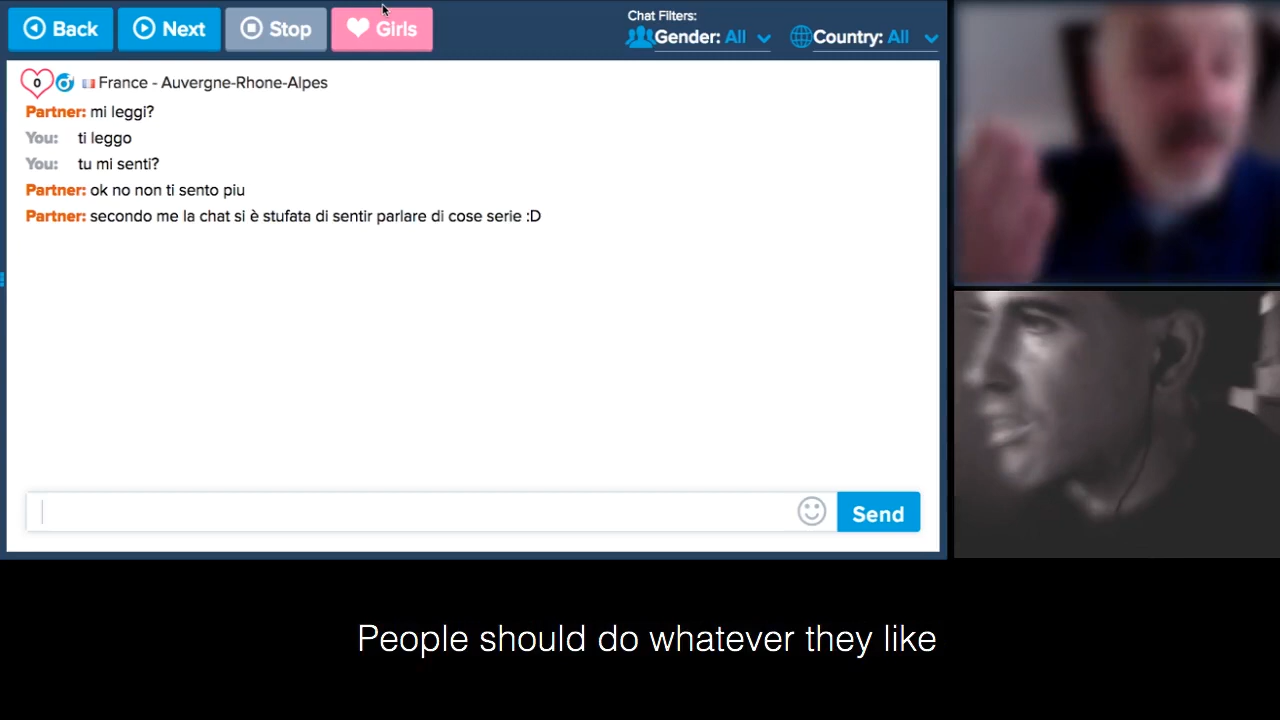 Back Next Stop Girls
Chat Filters:
Gender: All Country: All
0 France - Auvergne-Rhone-Alpes
Partner: mi leggi?
You: ti leggo
You: tu mi senti?
Partner: ok no non ti sento piu
Partner: secondo me la chat si è stufata di sentir parlare di cose serie :D
Send
People should do whatever they like